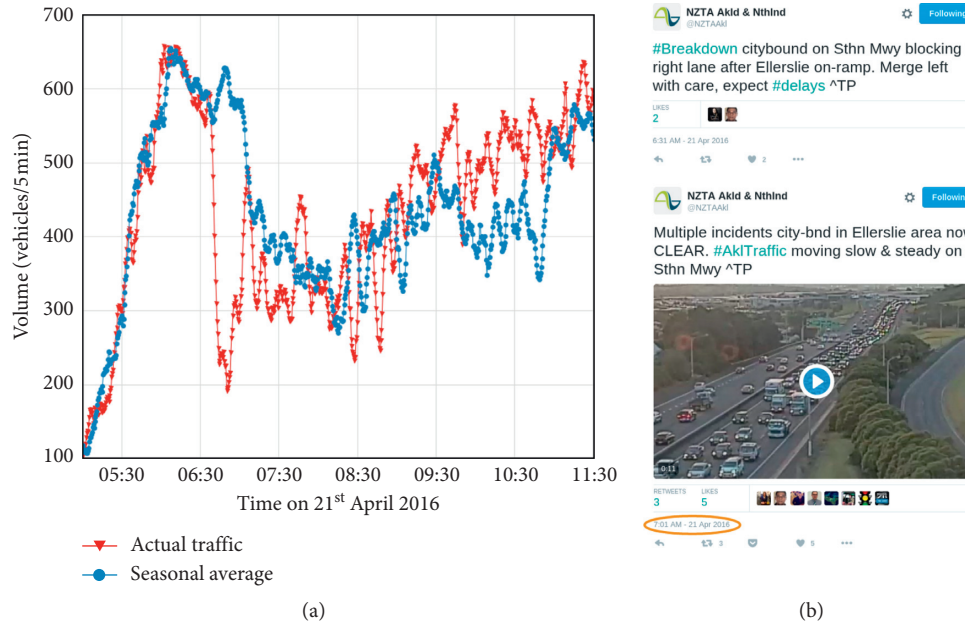 700
600
500
400
300
200
100
Volume (vehicles/5 min)
05:30 06:30 07:30 08:30 09:30 10:30 11:30
Time on 21st April 2016
Actual traffic
Seasonal average
(a)
NZTA Akld & NthInd
@NZTAAkl
Following
#Breakdown citybound on Sthn Mwy blocking
right lane after Ellerslie on-ramp. Merge left
with care, expect #delays ^TP
LIKES
2
6:31 AM - 21 Apr 2016
2
NZTA Akld & NthInd
@NZTAAkl
Following
Multiple incidents city-bnd in Ellerslie area now
CLEAR. #AklTraffic moving slow & steady on
Sthn Mwy ^TP
0:11
RETWEETS LIKES
3 5
7:01 AM - 21 Apr 2016
3 5
(b)